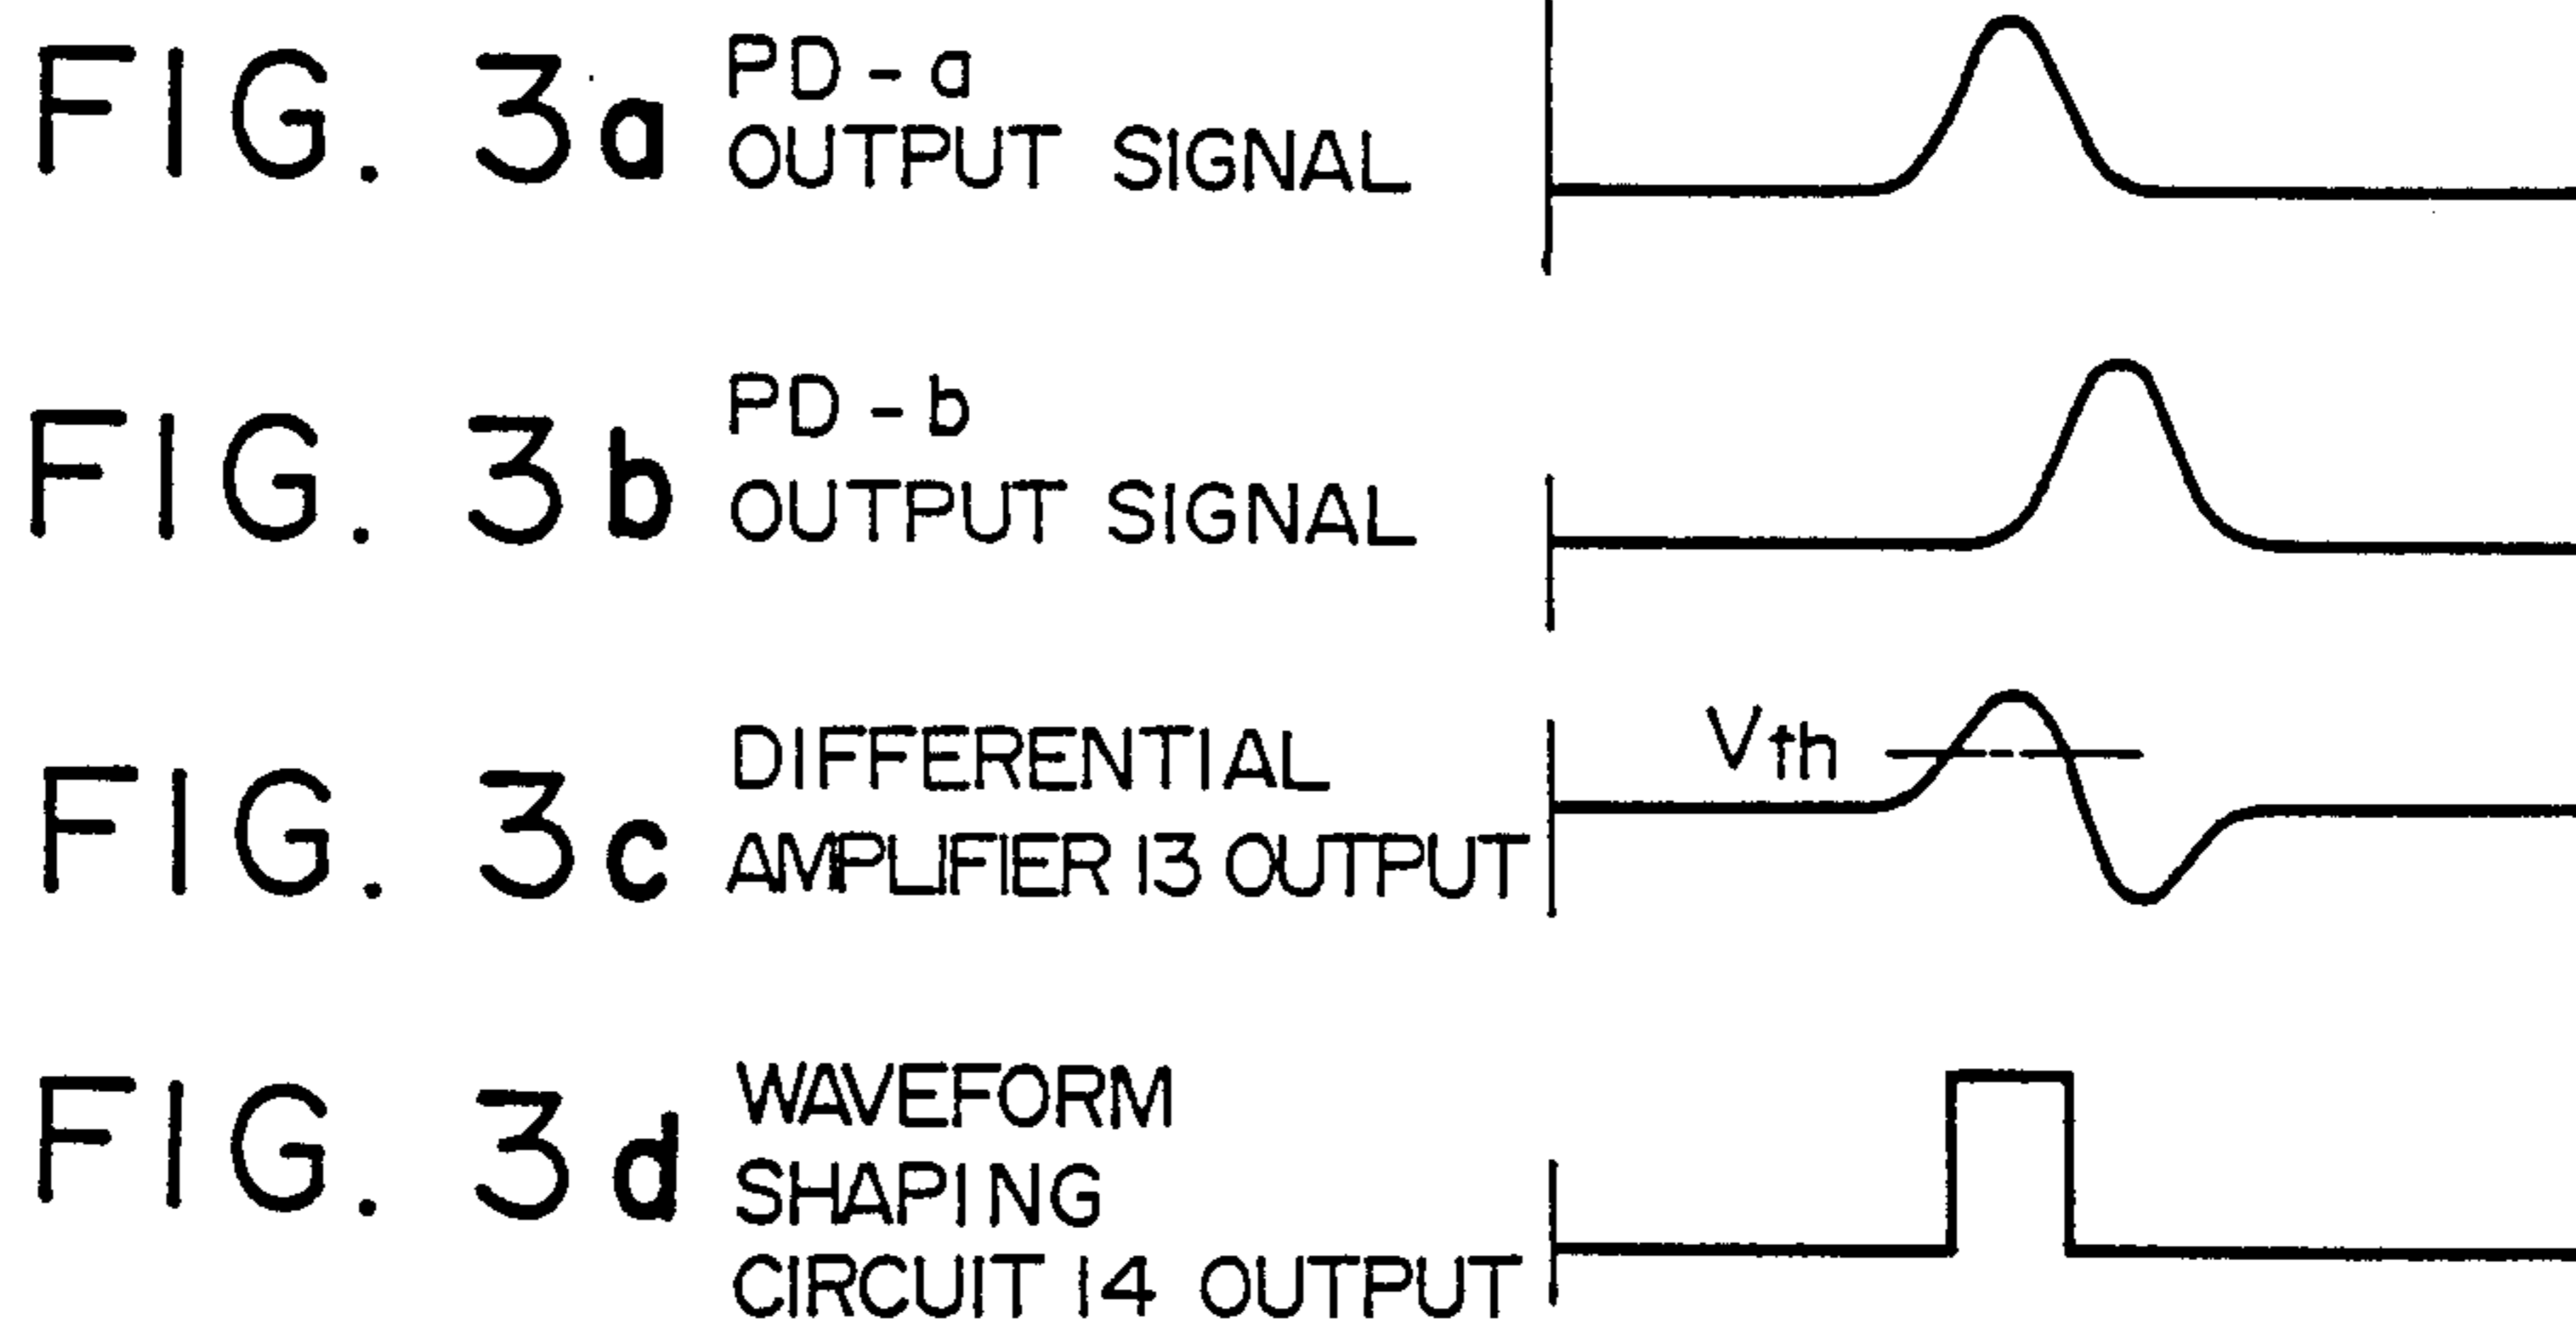 FIG. 3a
PD-a
OUTPUT SIGNAL
FIG. 3b
PD-b
OUTPUT SIGNAL
FIG. 3c
DIFFERENTIAL
AMPLIFIER 13 OUTPUT
Vth
FIG. 3d
WAVEFORM
SHAPING
CIRCUIT 14 OUTPUT